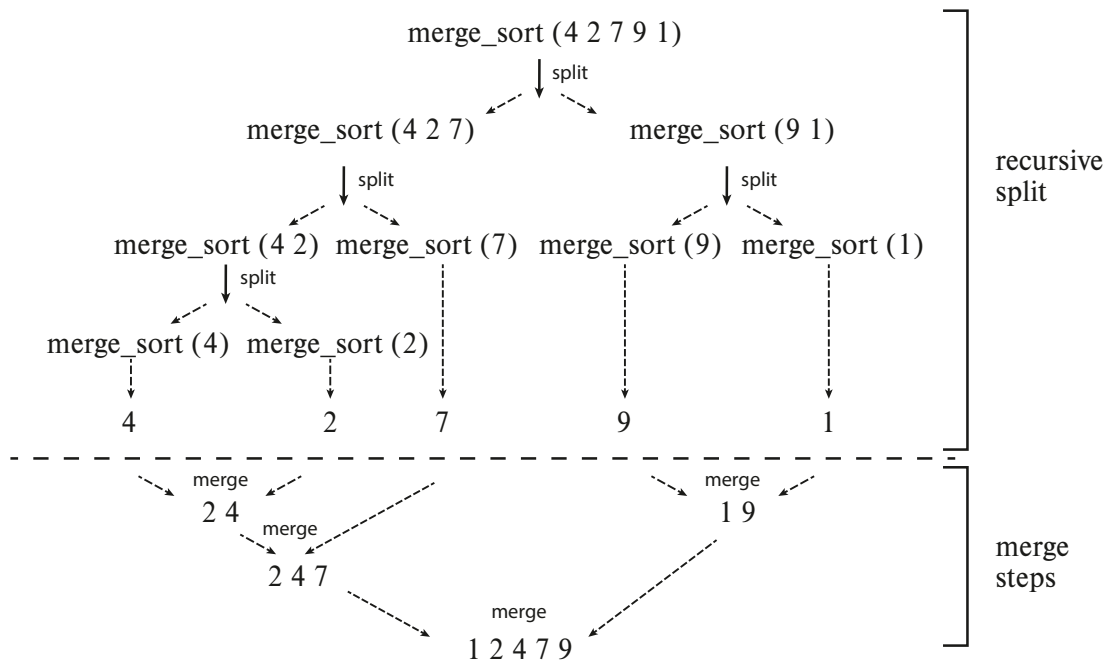 merge_sort (4 2 7 9 1)
split
merge_sort (4 2 7)
merge_sort (9 1)
split
split
recursive
split
merge_sort (4 2)
merge_sort (7)
merge_sort (9)
merge_sort (1)
split
merge_sort (4)
merge_sort (2)
4
2
7
9
1
merge
merge
2 4
1 9
merge
2 4 7
merge
steps
merge
1 2 4 7 9